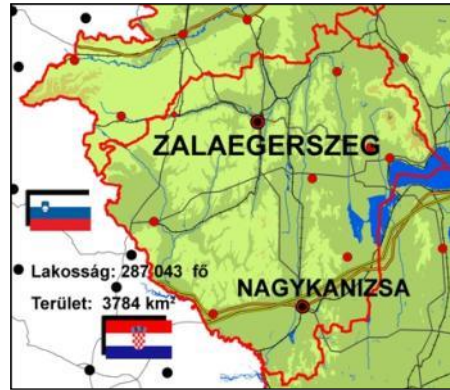 ZALAEGERSZEG
Lakosság: 287 043 fő
NAGYKANIZSA
Terület: 3784 km²